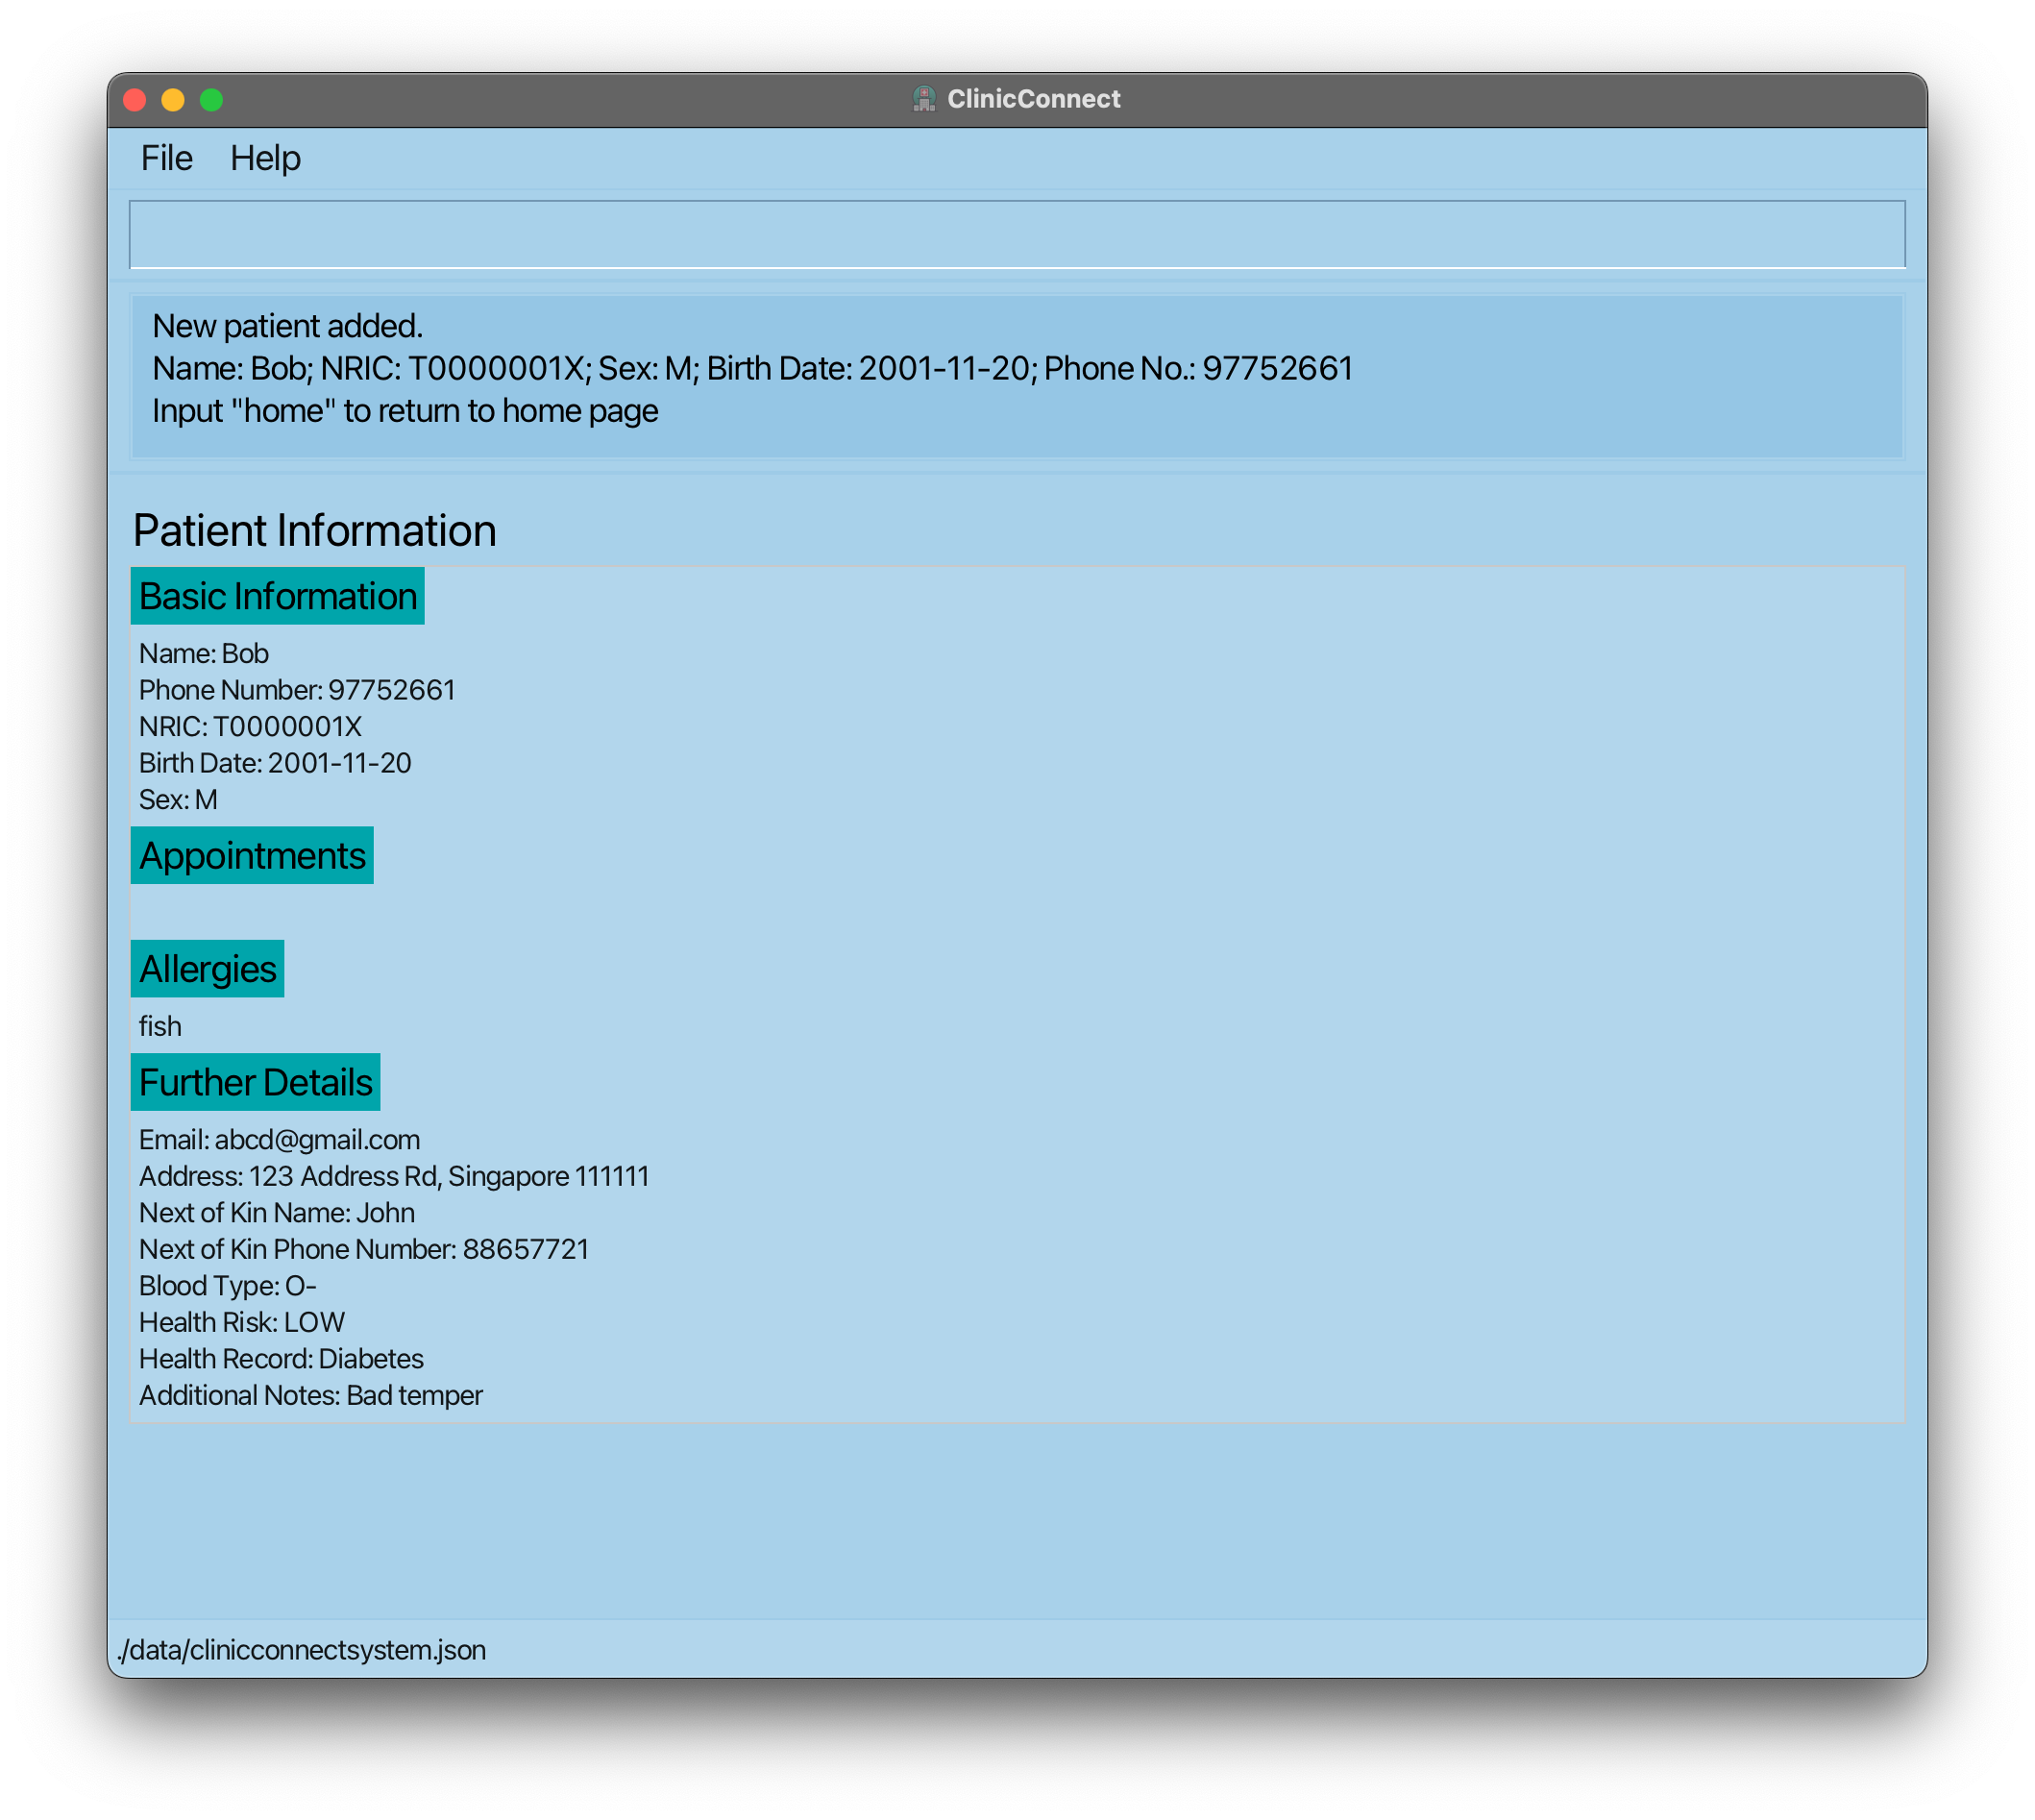 ClinicConnect
File Help
New patient added.
Name: Bob; NRIC: T0000001X; Sex: M; Birth Date: 2001-11-20; Phone No.: 97752661
Input "home" to return to home page
Patient Information
Basic Information
Name: Bob
Phone Number: 97752661
NRIC: T0000001X
Birth Date: 2001-11-20
Sex: M
Appointments
Allergies
fish
Further Details
Email: abcd@gmail.com
Address: 123 Address Rd, Singapore 111111
Next of Kin Name: John
Next of Kin Phone Number: 88657721
Blood Type: O-
Health Risk: LOW
Health Record: Diabetes
Additional Notes: Bad temper
./data/clinicconnectsystem.json